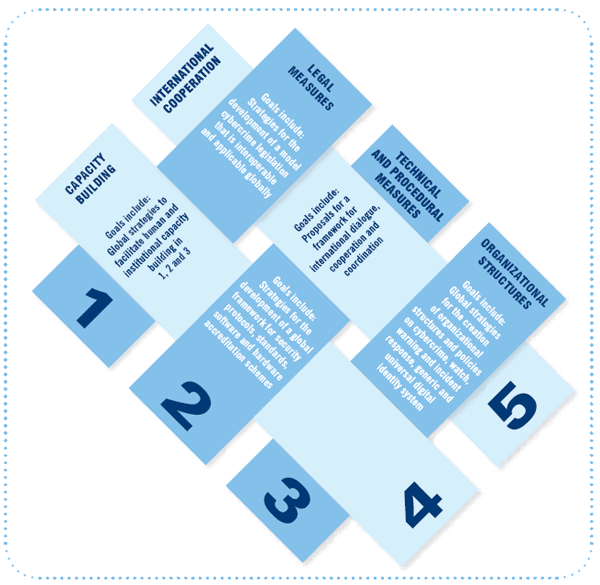 INTERNATIONAL
COOPERATION
LEGAL
MEASURES
Goals include:
Strategies for the
development of a model
cybercrime legislation
that is interoperable
and applicable globally
CAPACITY
BUILDING
Goals include:
Global strategies to
facilitate human and
institutional capacity
building in
1, 2 and 3
TECHNICAL
AND PROCEDURAL
MEASURES
Goals include:
Proposals for a
framework for
international dialogue,
cooperation and
coordination
ORGANIZATIONAL
STRUCTURES
Goals include:
Global strategies
for the creation
of organizational
structures and policies
on cybercrime, watch,
warning and incident
response, generic and
universal digital
identity system
1
Goals include:
Strategies for the
development of a global
framework for security
protocols, standards,
software and hardware
accreditation schemes
2
3
4
5